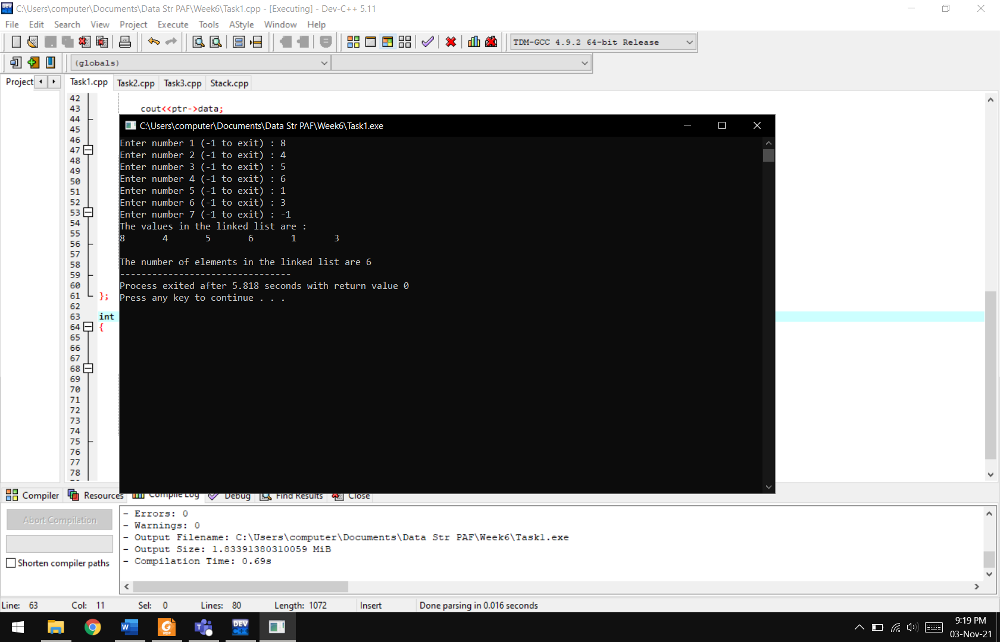 C:\Users\computer\Documents\Data Str PAF\Week6\Task1.cpp - [Executing] - Dev-C++ 5.11
File Edit Search View Project Execute Tools AStyle Window Help
TDM-GCC 4.9.2 64-bit Release
(globals)
Project Task1.cpp Task2.cpp Task3.cpp Stack.cpp
42
43 cout<<ptr->data;
44
45
46
47
48
49
50
51
52
53
54
55
56
57
58
59
60
61 };
62
63 int
64 {
65
66
67
68
69
70
71
72
73
74
75
76
77
78
C:\Users\computer\Documents\Data Str PAF\Week6\Task1.exe
Enter number 1 (-1 to exit) : 8
Enter number 2 (-1 to exit) : 4
Enter number 3 (-1 to exit) : 5
Enter number 4 (-1 to exit) : 6
Enter number 5 (-1 to exit) : 1
Enter number 6 (-1 to exit) : 3
Enter number 7 (-1 to exit) : -1
The values in the linked list are :
8 4 5 6 1 3
The number of elements in the linked list are 6
--------------------------------
Process exited after 5.818 seconds with return value 0
Press any key to continue . . .
Compiler Resources Compile Log Debug Find Results Close
Abort Compilation
Shorten compiler paths
- Errors: 0
- Warnings: 0
- Output Filename: C:\Users\computer\Documents\Data Str PAF\Week6\Task1.exe
- Output Size: 1.83391380310059 MiB
- Compilation Time: 0.69s
Line: 63 Col: 11 Sel: 0 Lines: 80 Length: 1072 Insert Done parsing in 0.016 seconds
9:19 PM
03-Nov-21